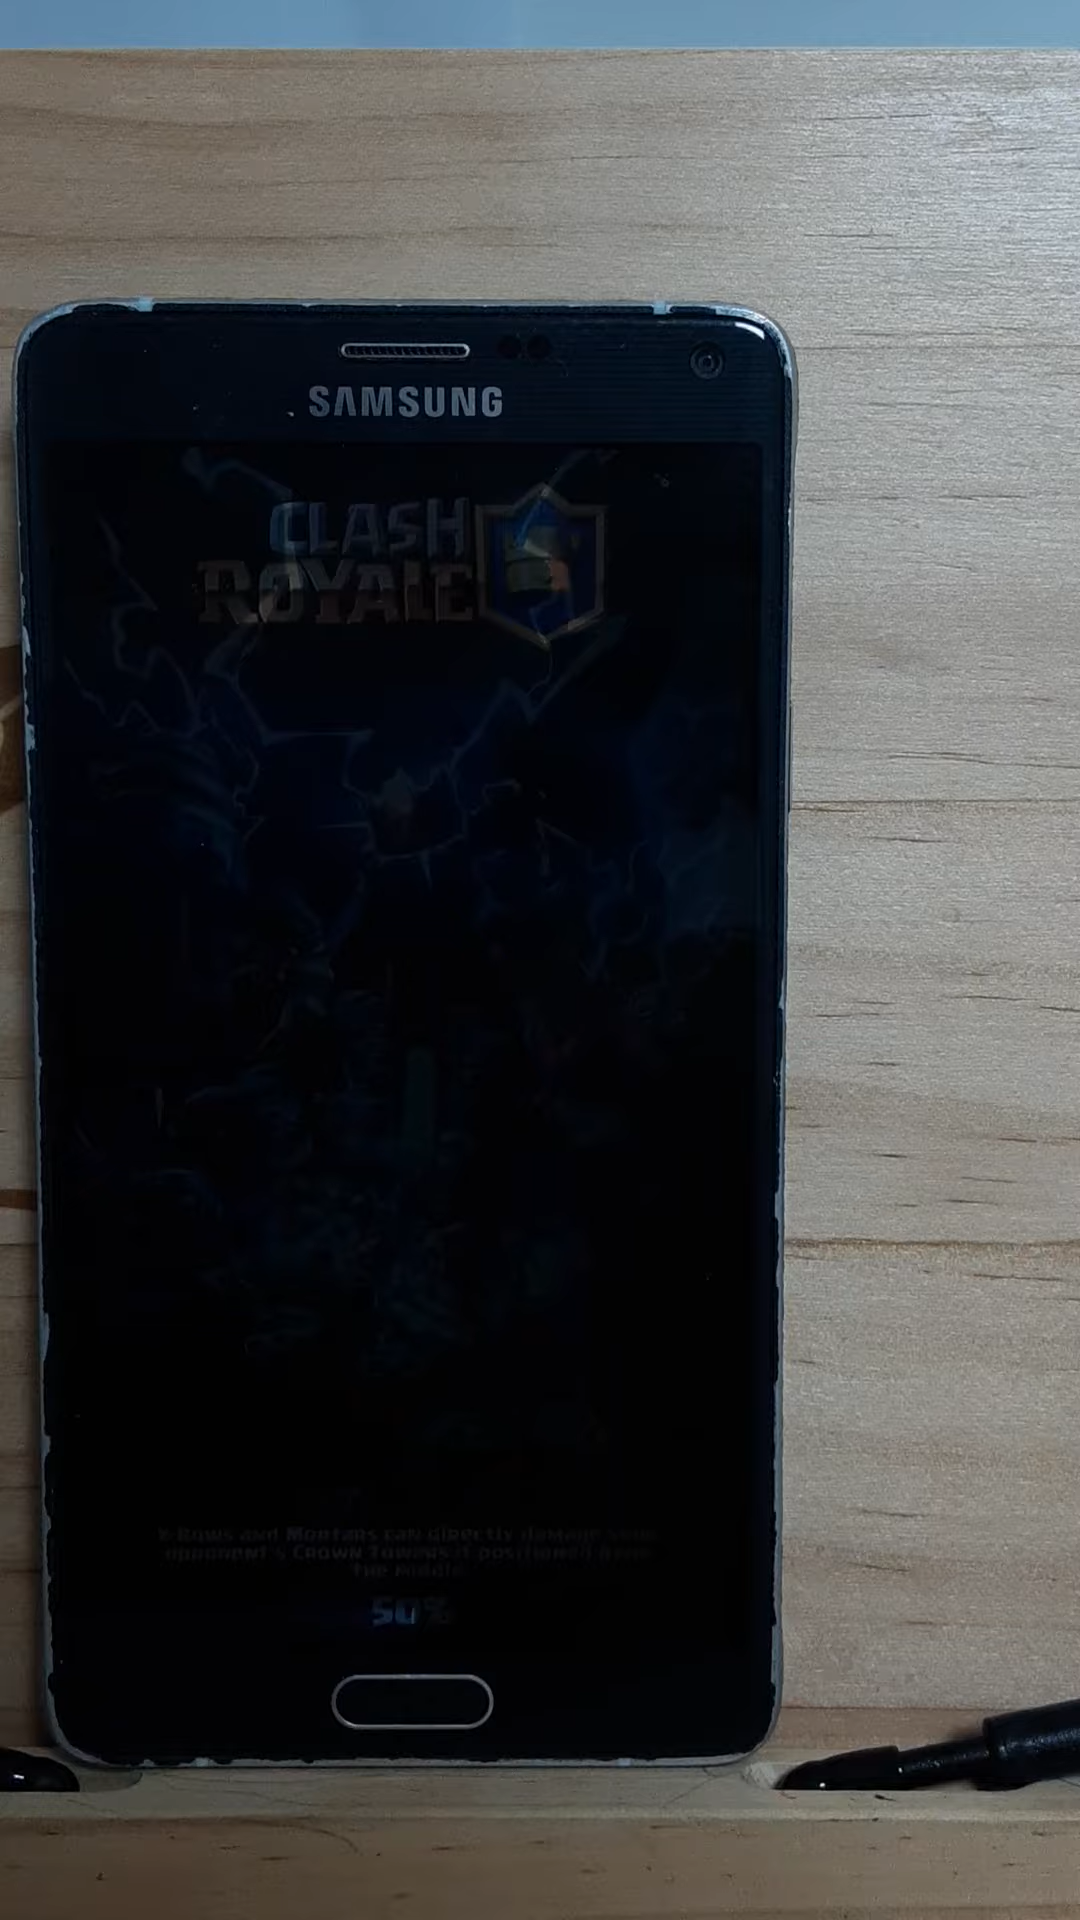 SAMSUNG
CLASH
ROYALE
X-Bows and Mortars can directly damage your
opponent's Crown Towers if positioned near
the middle.
50%